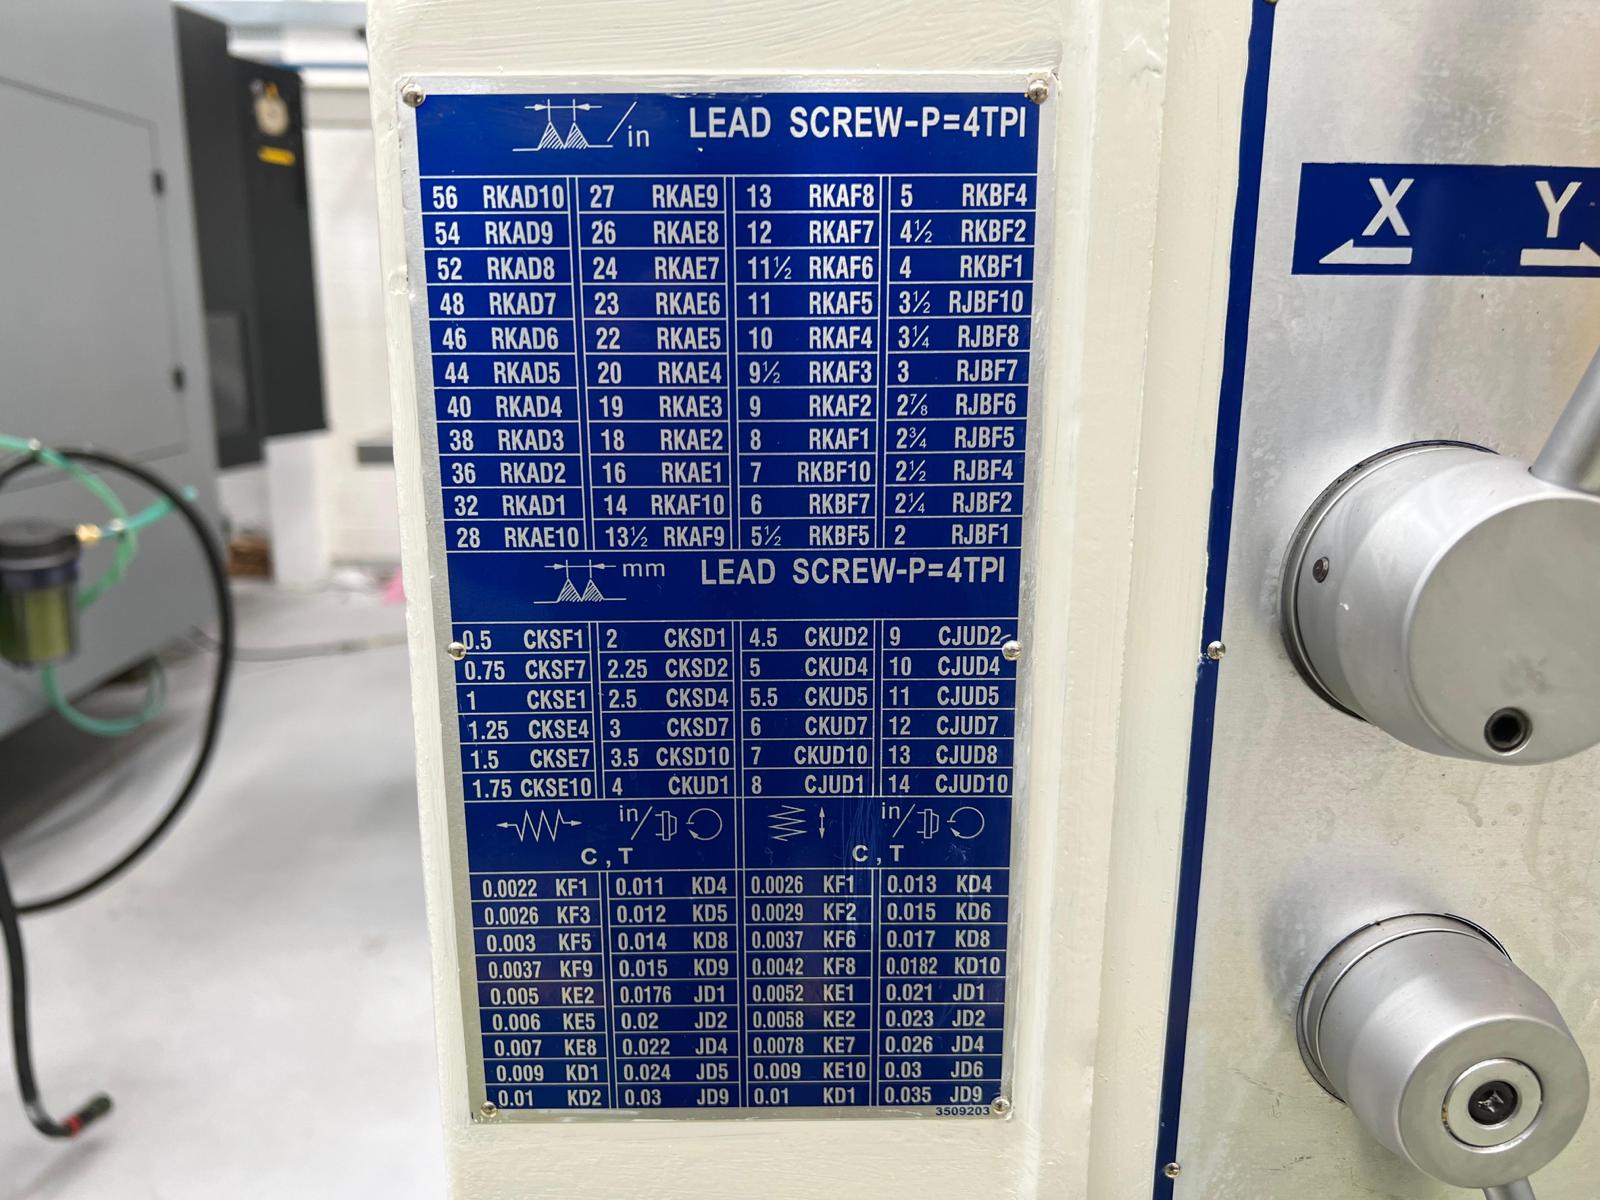 in LEAD SCREW-P=4TPI
56 RKAD10 27 RKAE9 13 RKAF8 5 RKBF4
54 RKAD9 26 RKAE8 12 RKAF7 4½ RKBF2
52 RKAD8 24 RKAE7 11½ RKAF6 4 RKBF1
48 RKAD7 23 RKAE6 11 RKAF5 3½ RJBF10
46 RKAD6 22 RKAE5 10 RKAF4 3¼ RJBF8
44 RKAD5 20 RKAE4 9½ RKAF3 3 RJBF7
40 RKAD4 19 RKAE3 9 RKAF2 2⅞ RJBF6
38 RKAD3 18 RKAE2 8 RKAF1 2¾ RJBF5
36 RKAD2 16 RKAE1 7 RKBF10 2½ RJBF4
32 RKAD1 14 RKAF10 6 RKBF7 2¼ RJBF2
28 RKAE10 13½ RKAF9 5½ RKBF5 2 RJBF1
mm LEAD SCREW-P=4TPI
0.5 CKSF1 2 CKSD1 4.5 CKUD2 9 CJUD2
0.75 CKSF7 2.25 CKSD2 5 CKUD4 10 CJUD4
1 CKSE1 2.5 CKSD4 5.5 CKUD5 11 CJUD5
1.25 CKSE4 3 CKSD7 6 CKUD7 12 CJUD7
1.5 CKSE7 3.5 CKSD10 7 CKUD10 13 CJUD8
1.75 CKSE10 4 CKUD1 8 CJUD1 14 CJUD10
in/ in/
C , T C , T
0.0022 KF1 0.011 KD4 0.0026 KF1 0.013 KD4
0.0026 KF3 0.012 KD5 0.0029 KF2 0.015 KD6
0.003 KF5 0.014 KD8 0.0037 KF6 0.017 KD8
0.0037 KF9 0.015 KD9 0.0042 KF8 0.0182 KD10
0.005 KE2 0.0176 JD1 0.0052 KE1 0.021 JD1
0.006 KE5 0.02 JD2 0.0058 KE2 0.023 JD2
0.007 KE8 0.022 JD4 0.0078 KE7 0.026 JD4
0.009 KD1 0.024 JD5 0.009 KE10 0.03 JD6
0.01 KD2 0.03 JD9 0.01 KD1 0.035 JD9
3509203
X Y